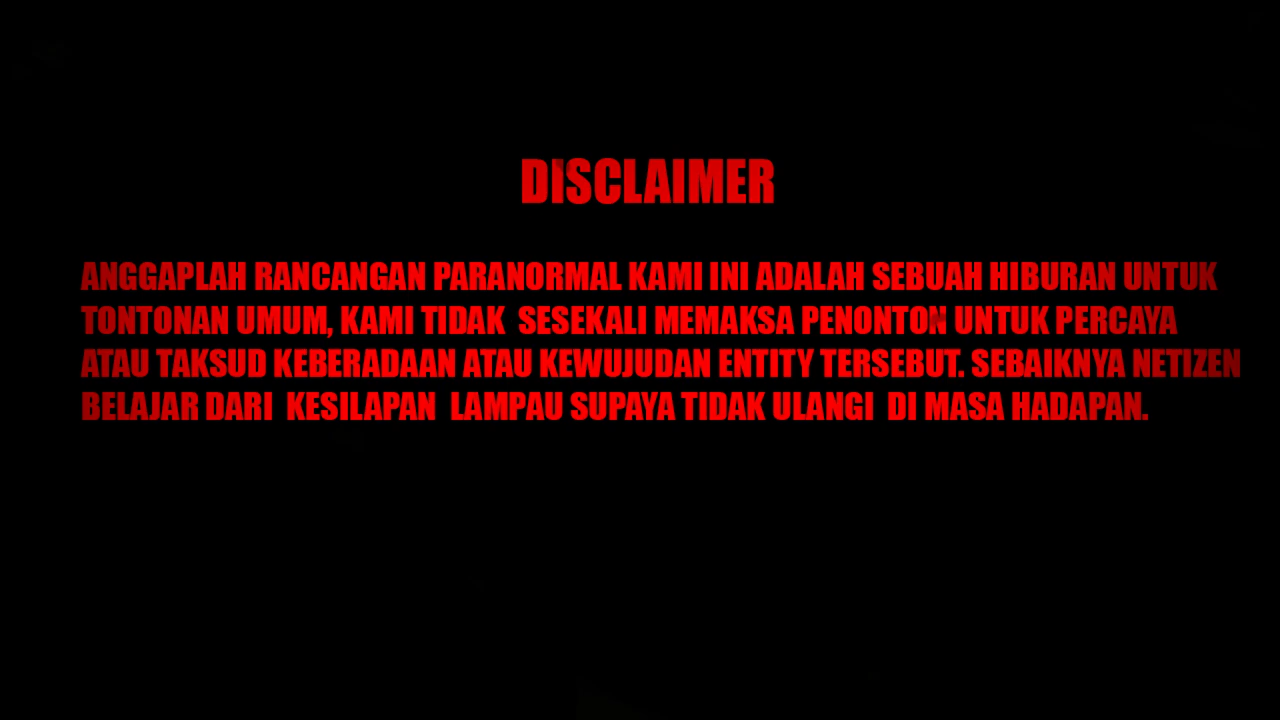 DISCLAIMER
ANGGAPLAH RANCANGAN PARANORMAL KAMI INI ADALAH SEBUAH HIBURAN UNTUK
TONTONAN UMUM, KAMI TIDAK SESEKALI MEMAKSA PENONTON UNTUK PERCAYA
ATAU TAKSUD KEBERADAAN ATAU KEWUJUDAN ENTITY TERSEBUT. SEBAIKNYA NETIZEN
BELAJAR DARI KESILAPAN LAMPAU SUPAYA TIDAK ULANGI DI MASA HADAPAN.